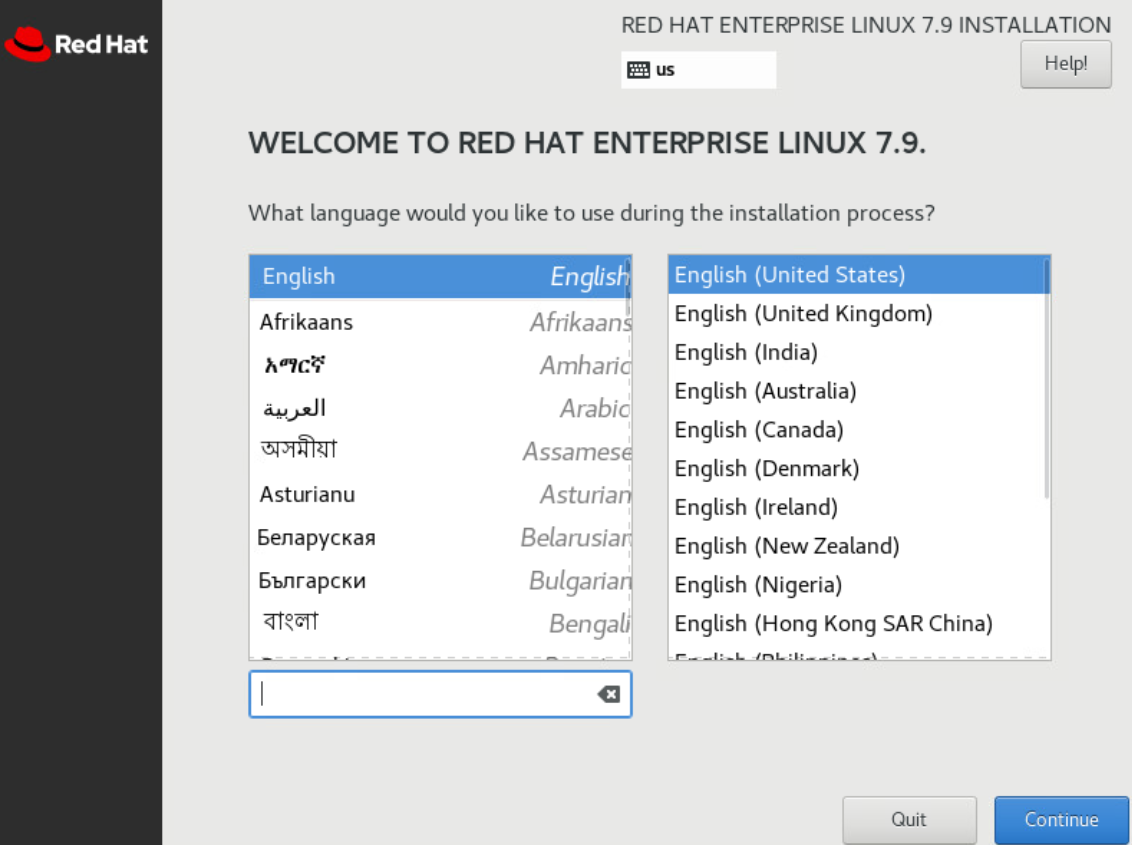 Red Hat
RED HAT ENTERPRISE LINUX 7.9 INSTALLATION
us
Help!
WELCOME TO RED HAT ENTERPRISE LINUX 7.9.
What language would you like to use during the installation process?
English English
Afrikaans Afrikaans
አማርኛ Amharic
العربية Arabic
অসমীয়া Assamese
Asturianu Asturian
Беларуская Belarusian
Български Bulgarian
বাংলা Bengali
English (United States)
English (United Kingdom)
English (India)
English (Australia)
English (Canada)
English (Denmark)
English (Ireland)
English (New Zealand)
English (Nigeria)
English (Hong Kong SAR China)
English (Philippines)
Quit
Continue